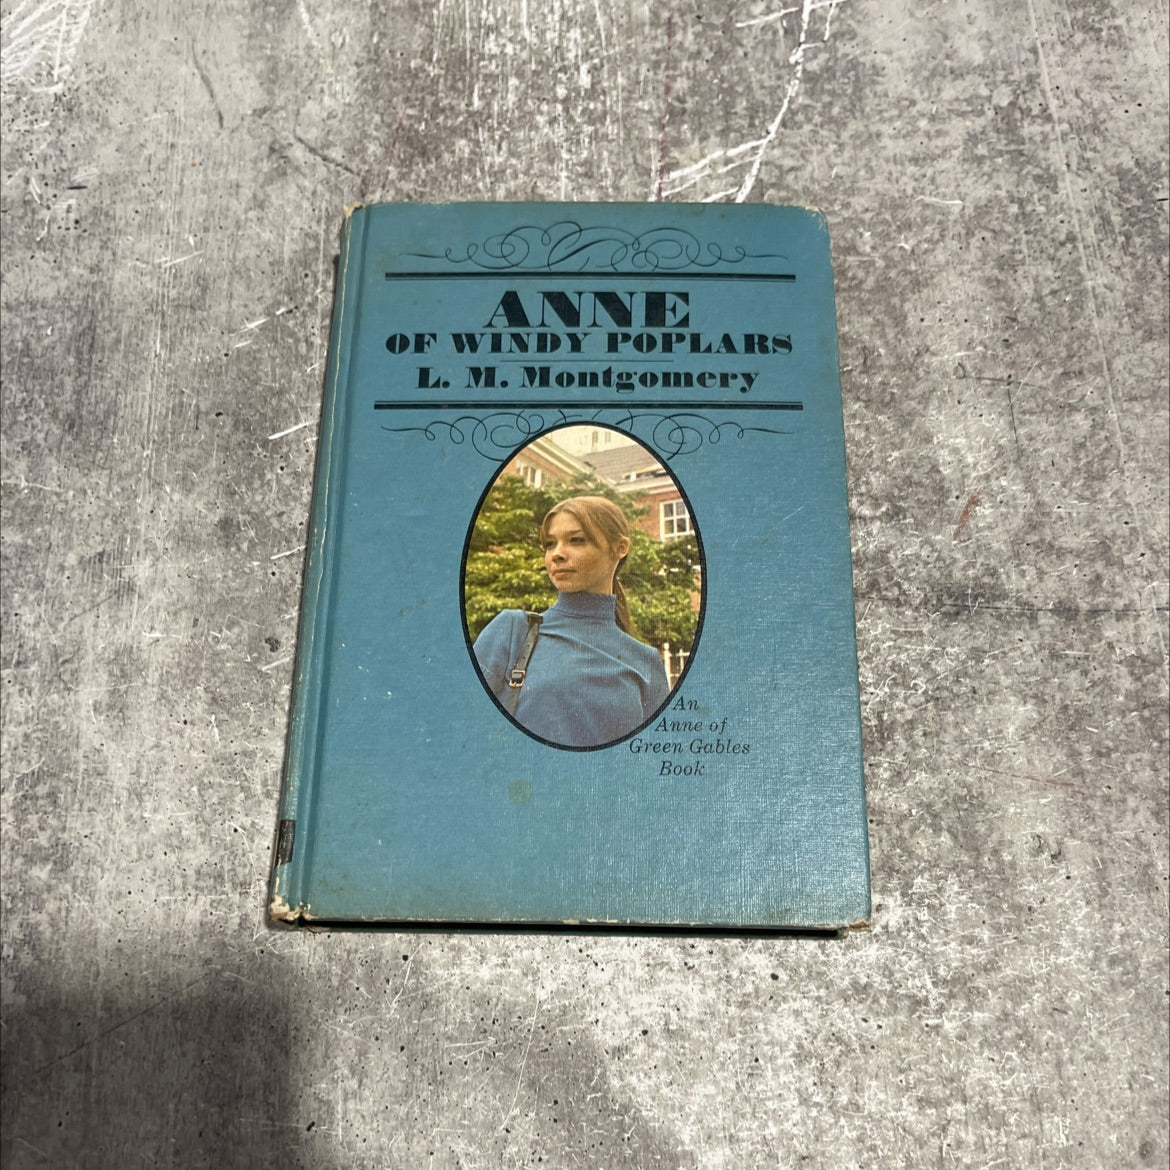 ANNE
OF WINDY POPLARS
L. M. Montgomery
An
Anne of
Green Gables
Book